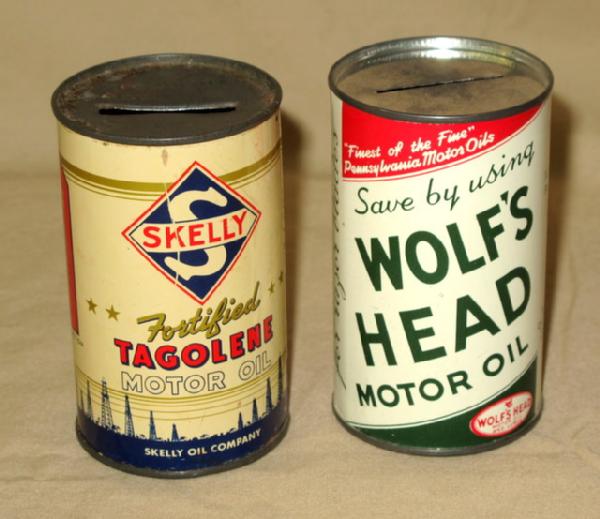 S
SKELLY
Fortified
TAGOLENE
MOTOR OIL
SKELLY OIL COMPANY
"Finest of the Fine"
Pennsylvania Motor Oils
Save by using
WOLF'S
HEAD
MOTOR OIL
WOLF'S HEAD